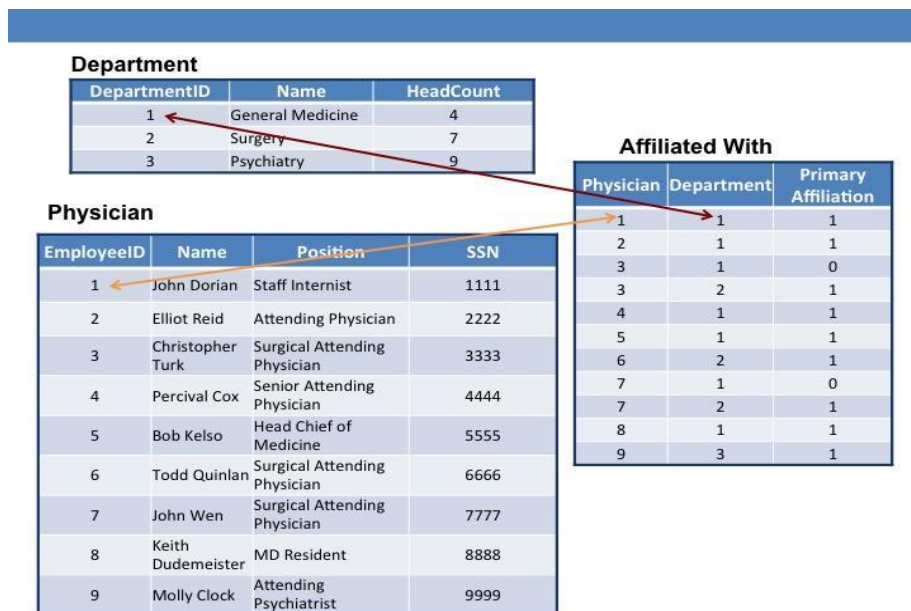 Department
DepartmentID Name HeadCount
1 General Medicine 4
2 Surgery 7
3 Psychiatry 9
Affiliated With
Physician Department Primary Affiliation
1 1 1
2 1 1
3 1 0
3 2 1
4 1 1
5 1 1
6 2 1
7 1 0
7 2 1
8 1 1
9 3 1
Physician
EmployeeID Name Position SSN
1 John Dorian Staff Internist 1111
2 Elliot Reid Attending Physician 2222
3 Christopher Turk Surgical Attending Physician 3333
4 Percival Cox Senior Attending Physician 4444
5 Bob Kelso Head Chief of Medicine 5555
6 Todd Quinlan Surgical Attending Physician 6666
7 John Wen Surgical Attending Physician 7777
8 Keith Dudemeister MD Resident 8888
9 Molly Clock Attending Psychiatrist 9999